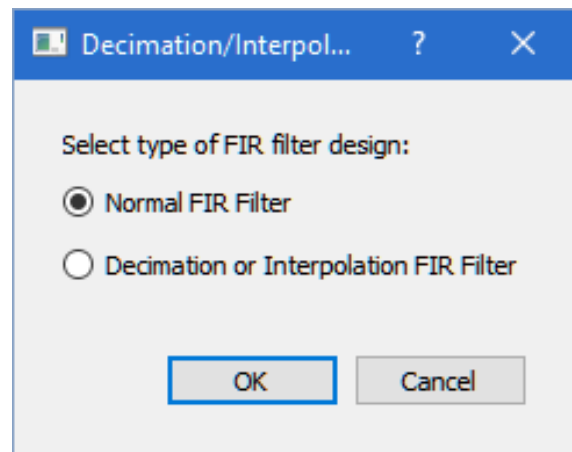 Decimation/Interpol... ?
Select type of FIR filter design:
Normal FIR Filter
Decimation or Interpolation FIR Filter
OK Cancel